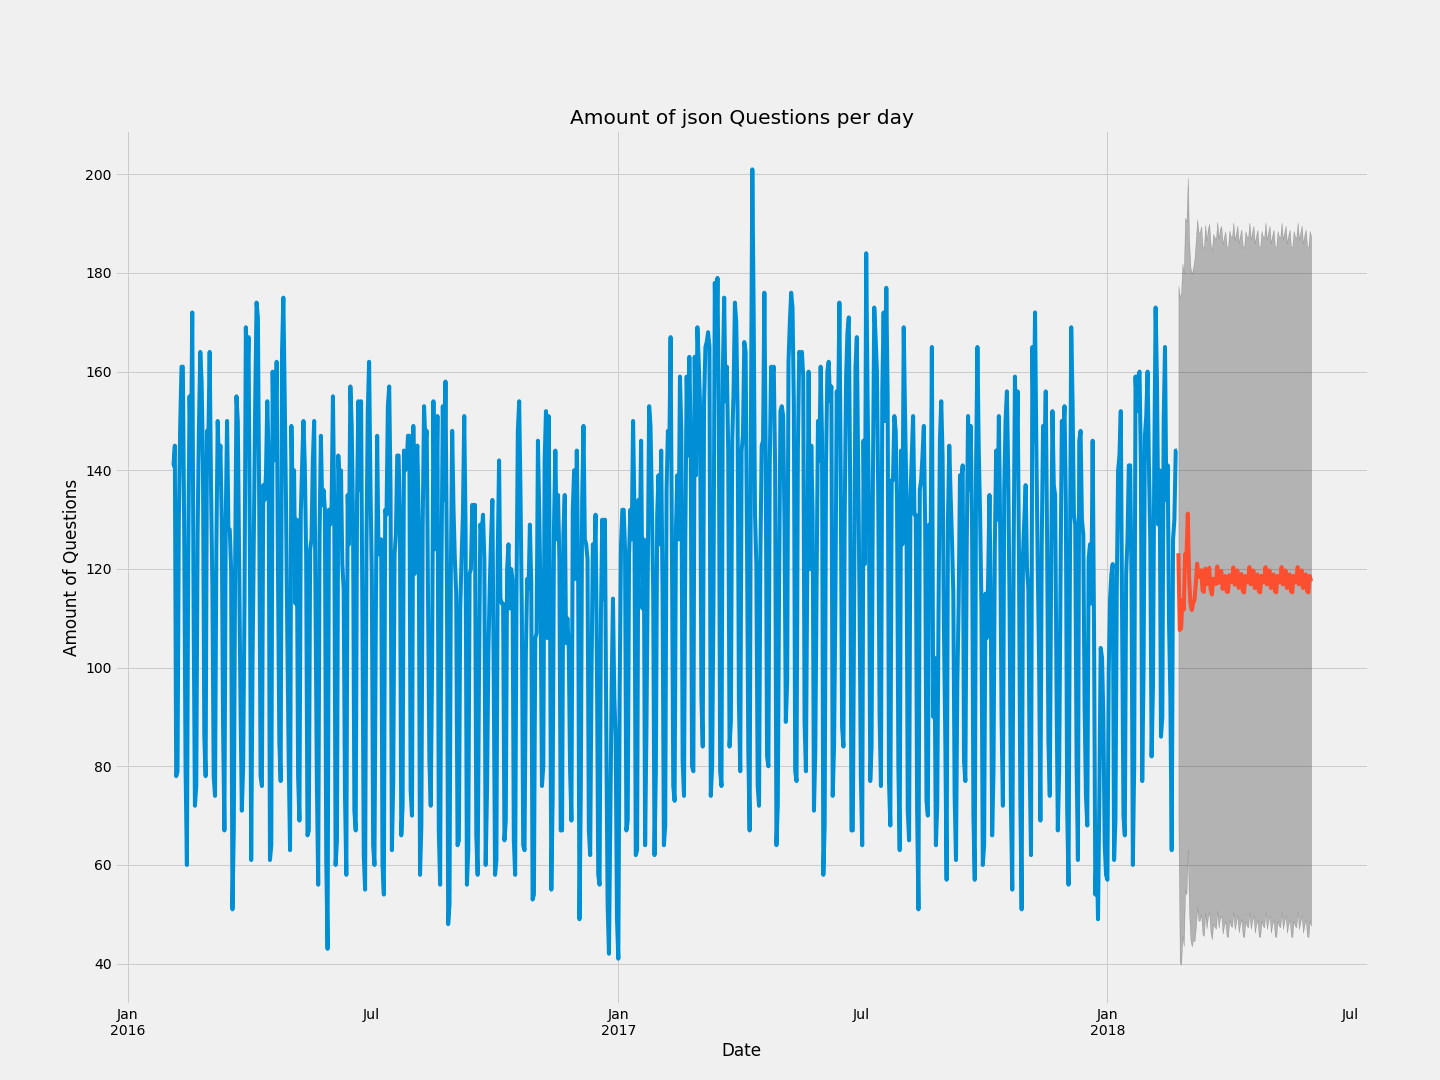 Amount of json Questions per day
Amount of Questions
200
180
160
140
120
100
80
60
40
Jan
2016
Jul
Jan
2017
Jul
Jan
2018
Jul
Date